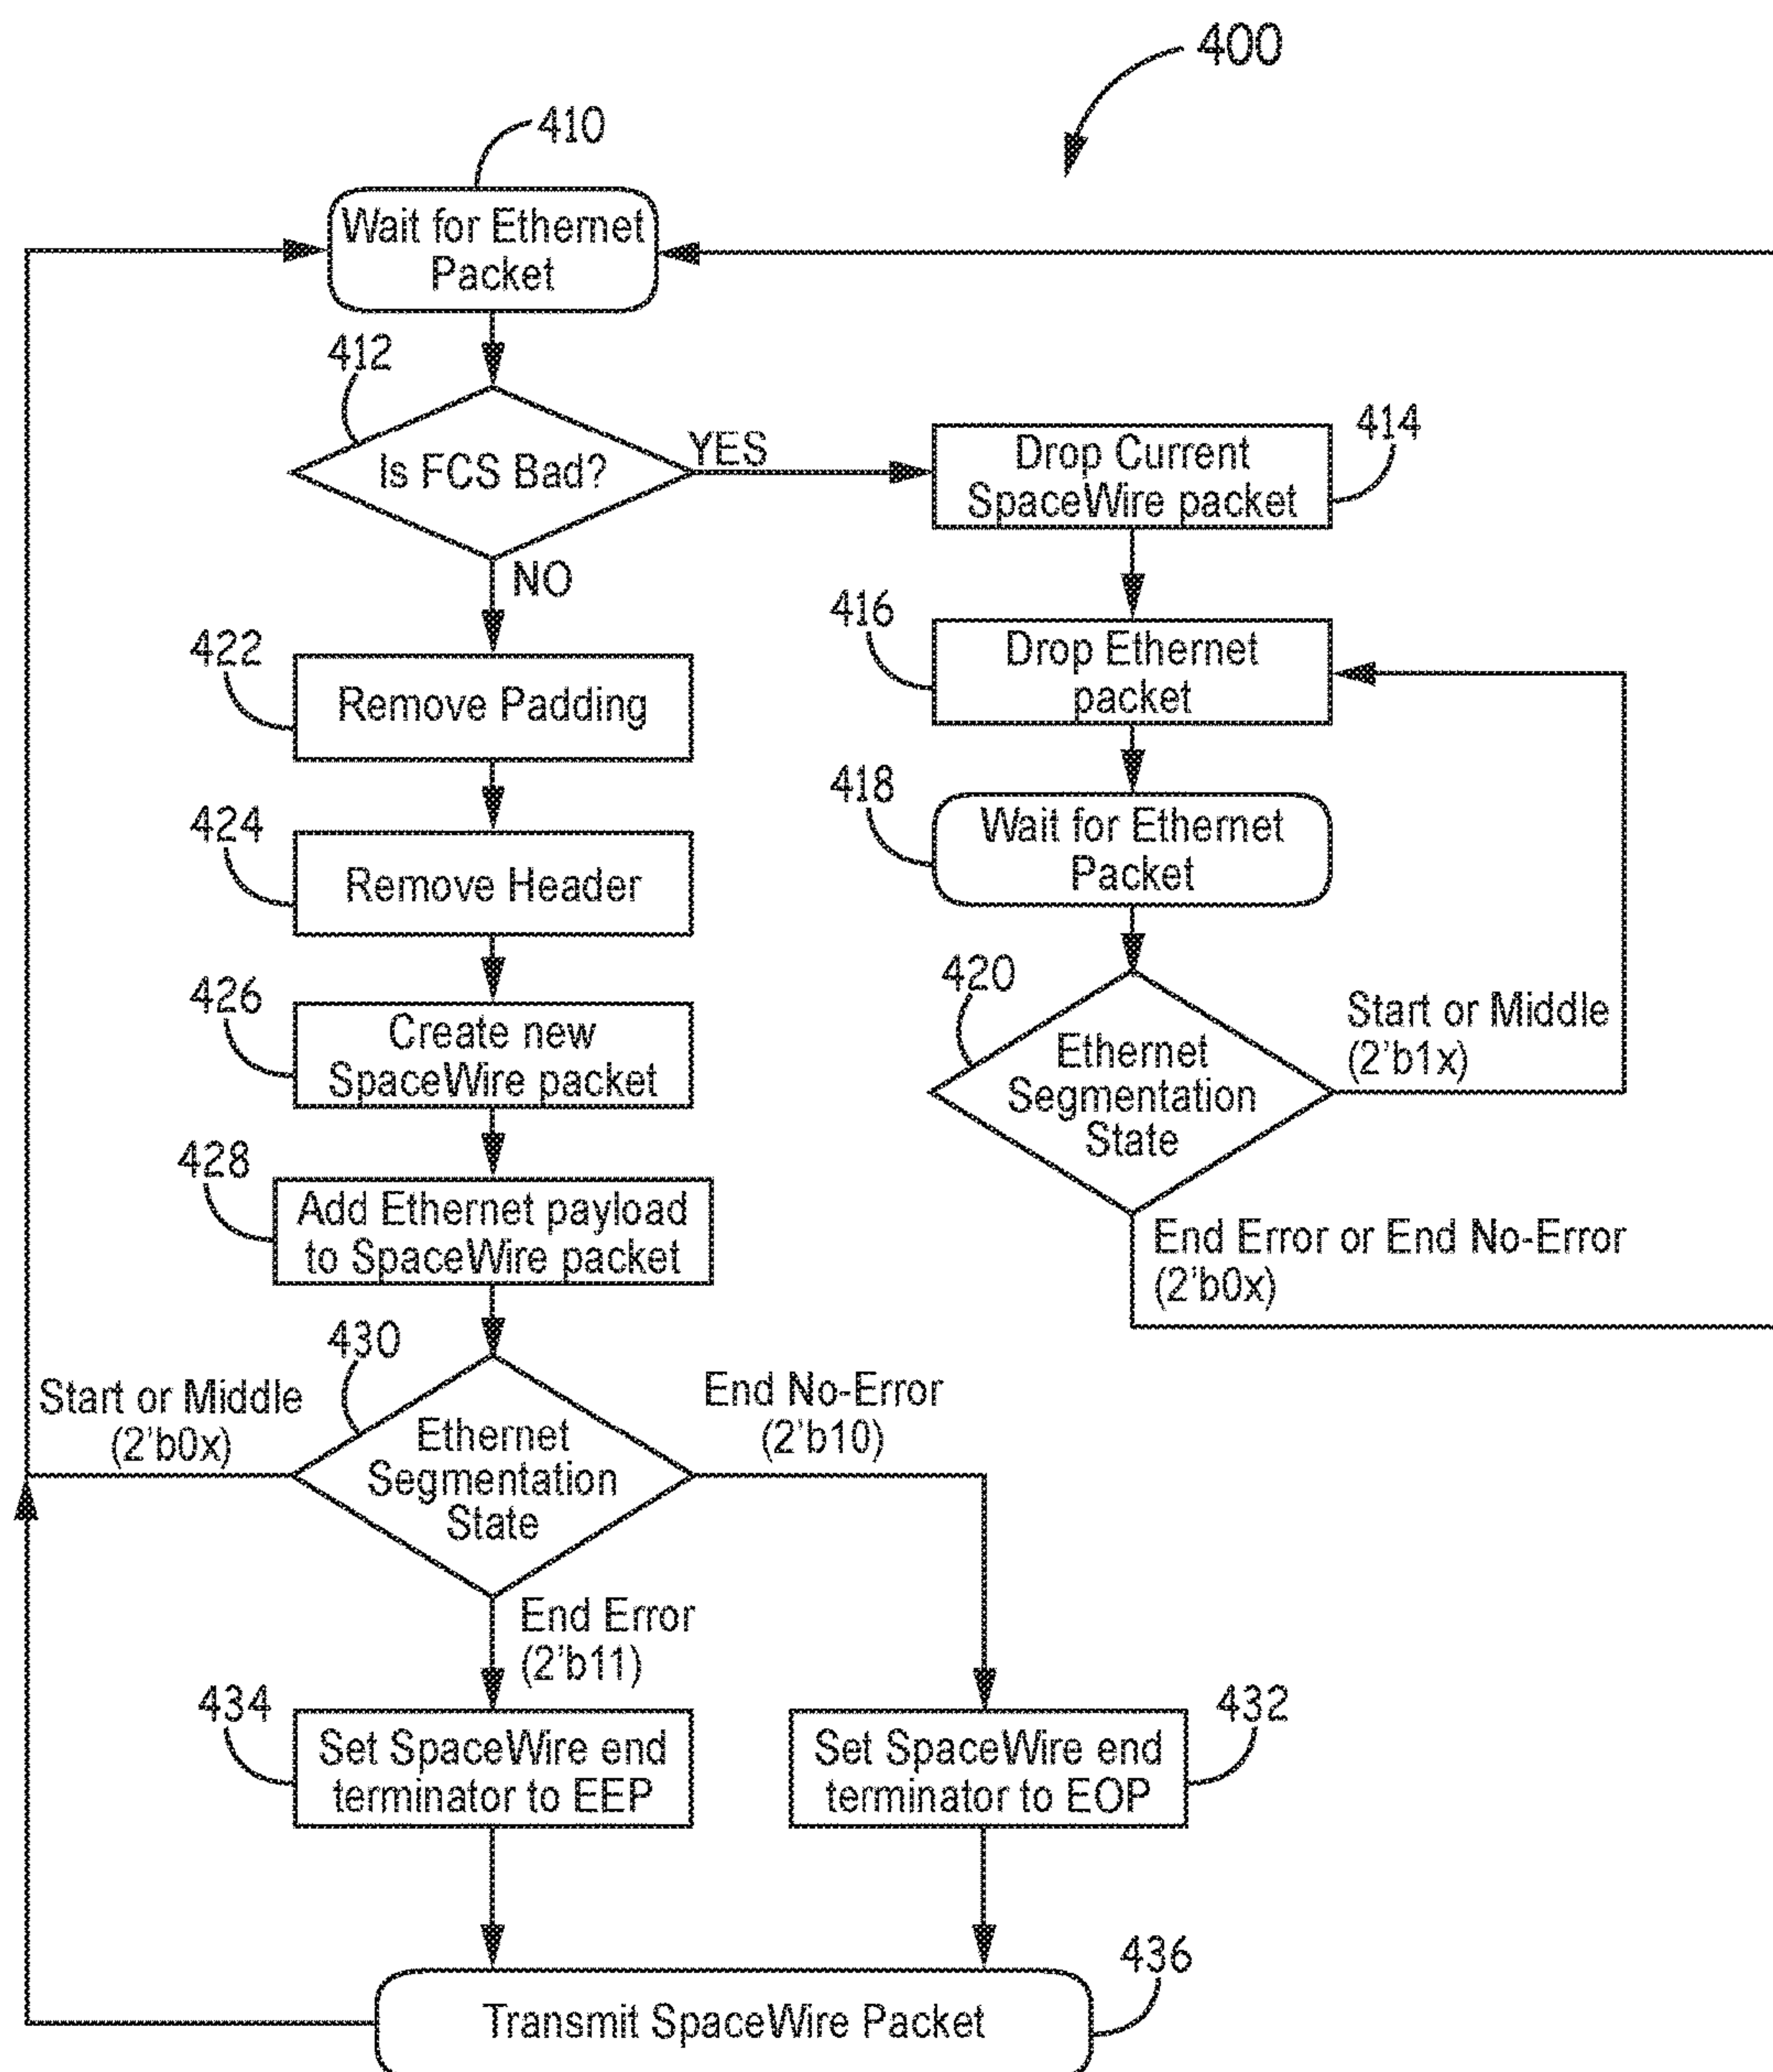 400
410
Wait for Ethernet
Packet
412
Is FCS Bad?
YES
NO
414
Drop Current
SpaceWire packet
416
Drop Ethernet
packet
418
Wait for Ethernet
Packet
420
Ethernet
Segmentation
State
Start or Middle
(2'b1x)
End Error or End No-Error
(2'b0x)
422
Remove Padding
424
Remove Header
426
Create new
SpaceWire packet
428
Add Ethernet payload
to SpaceWire packet
430
Ethernet
Segmentation
State
Start or Middle
(2'b0x)
End No-Error
(2'b10)
End Error
(2'b11)
434
Set SpaceWire end
terminator to EEP
432
Set SpaceWire end
terminator to EOP
436
Transmit SpaceWire Packet